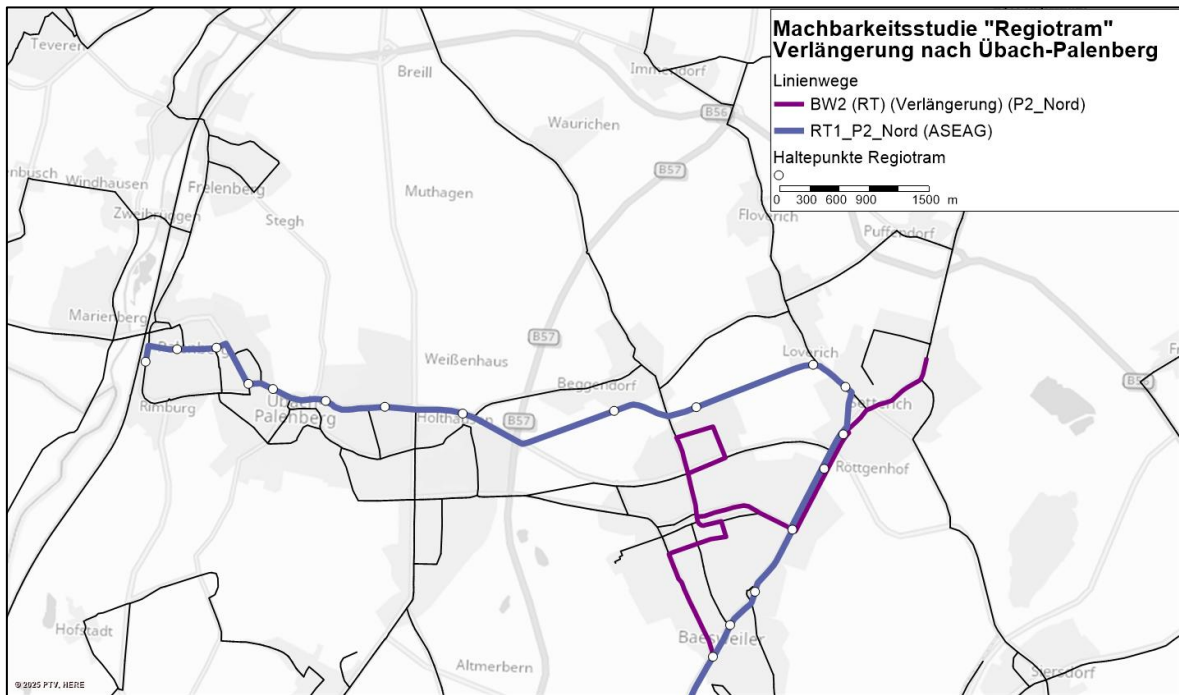 Machbarkeitsstudie "Regiotram"
Verlängerung nach Übach-Palenberg
Linienwege
BW2 (RT) (Verlängerung) (P2_Nord)
RT1_P2_Nord (ASEAG)
Haltepunkte Regiotram
0 300 600 900 1500 m
Teveren
Breill
Immendorf
B56
Waurichen
B57
Windhausen
Frelenberg
Muthagen
Zweibrüggen
Stegh
Floverich
Puffendorf
Marienberg
B57
Weißenhaus
Loverich
Beggendorf
Rimburg
Übach
Palenberg
Holthausen
B57
Röttgenhof
Hofstadt
Altmerbern
Baesweiler
Siersdorf
© 2025 PTV, HERE